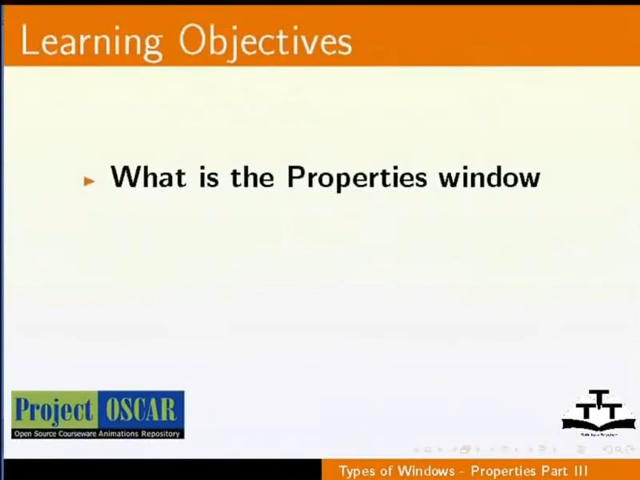 Learning Objectives
What is the Properties window
Project OSCAR
Open Source Courseware Animations Repository
TTT
Types of Windows - Properties Part III